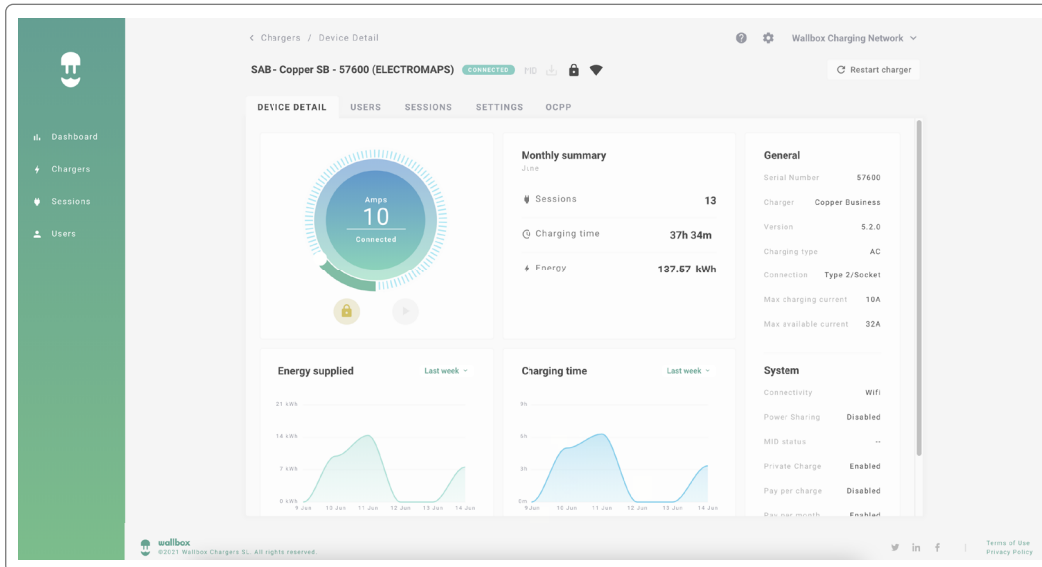 Chargers / Device Detail
Wallbox Charging Network
SAB - Copper SB - 57600 (ELECTROMAPS) CONNECTED MID
Restart charger
DEVICE DETAIL USERS SESSIONS SETTINGS OCPP
Dashboard
Chargers
Sessions
Users
Amps
10
Connected
Monthly summary
June
Sessions 13
Charging time 37h 34m
Energy 137.57 kWh
General
Serial Number 57600
Charger Copper Business
Version 5.2.0
Charging type AC
Connection Type 2/Socket
Max charging current 10A
Max available current 32A
Energy supplied Last week
21 kWh
14 kWh
7 kWh
0 kWh
9 Jun 10 Jun 11 Jun 12 Jun 13 Jun 14 Jun
Charging time Last week
9h
6h
3h
0m
9 Jun 10 Jun 11 Jun 12 Jun 13 Jun 14 Jun
System
Connectivity Wifi
Power Sharing Disabled
MID status --
Private Charge Enabled
Pay per charge Disabled
Pay per month Enabled
wallbox
©2021 Wallbox Chargers SL. All rights reserved.
Terms of Use
Privacy Policy